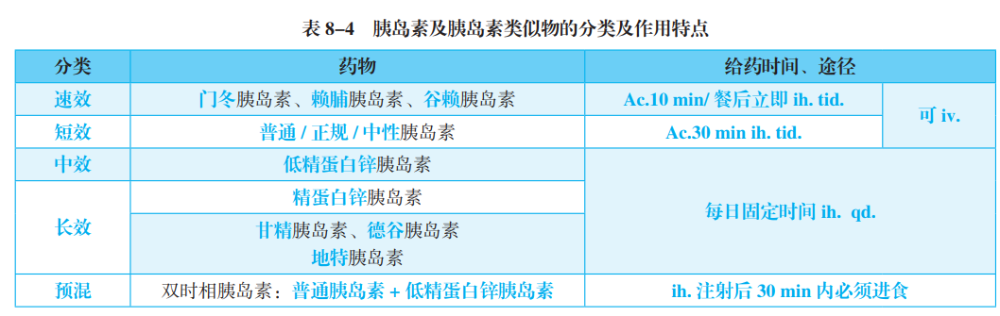 表 8–4 胰岛素及胰岛素类似物的分类及作用特点
分类 药物 给药时间、途径
速效 门冬胰岛素、赖脯胰岛素、谷赖胰岛素 Ac.10 min/ 餐后立即 ih. tid.
可 iv.
短效 普通 / 正规 / 中性胰岛素 Ac.30 min ih. tid.
中效 低精蛋白锌胰岛素
每日固定时间 ih. qd.
长效 精蛋白锌胰岛素
甘精胰岛素、德谷胰岛素
地特胰岛素
预混 双时相胰岛素：普通胰岛素 + 低精蛋白锌胰岛素 ih. 注射后 30 min 内必须进食